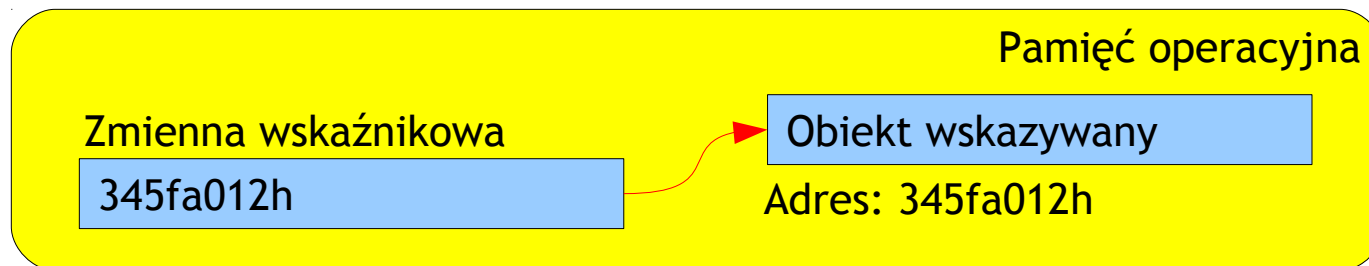 Pamięć operacyjna
Zmienna wskaźnikowa
345fa012h
Obiekt wskazywany
Adres: 345fa012h